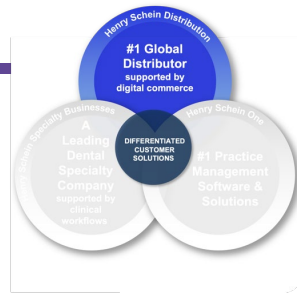 Henry Schein Distribution
#1 Global
Distributor
supported by
digital commerce
Schein Specialty Businesses
A
Leading
Dental
Specialty
Company
supported by
clinical
workflows
DIFFERENTIATED
CUSTOMER
SOLUTIONS
Henry Schein One
#1 Practice
Management
Software &
Solutions